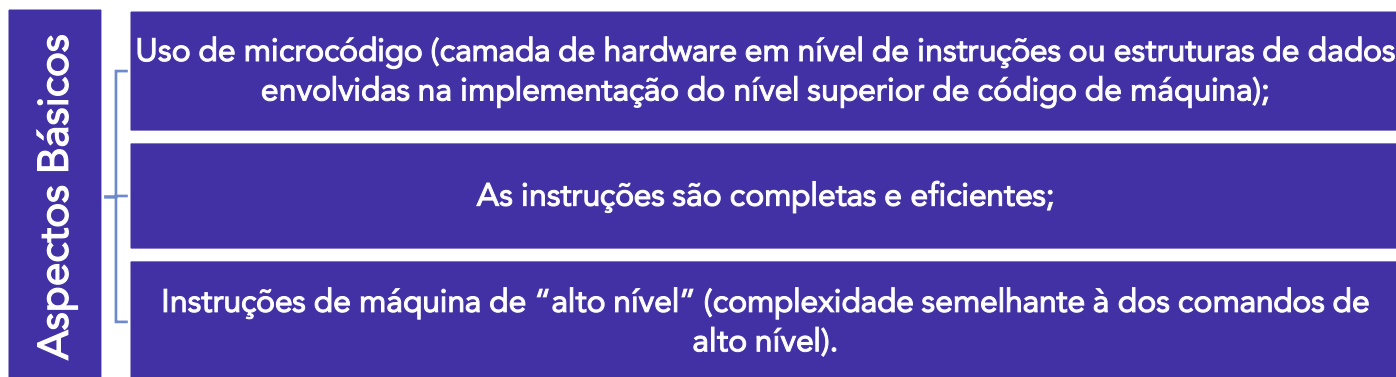 Aspectos Básicos
Uso de microcódigo (camada de hardware em nível de instruções ou estruturas de dados
envolvidas na implementação do nível superior de código de máquina);
As instruções são completas e eficientes;
Instruções de máquina de “alto nível” (complexidade semelhante à dos comandos de
alto nível).